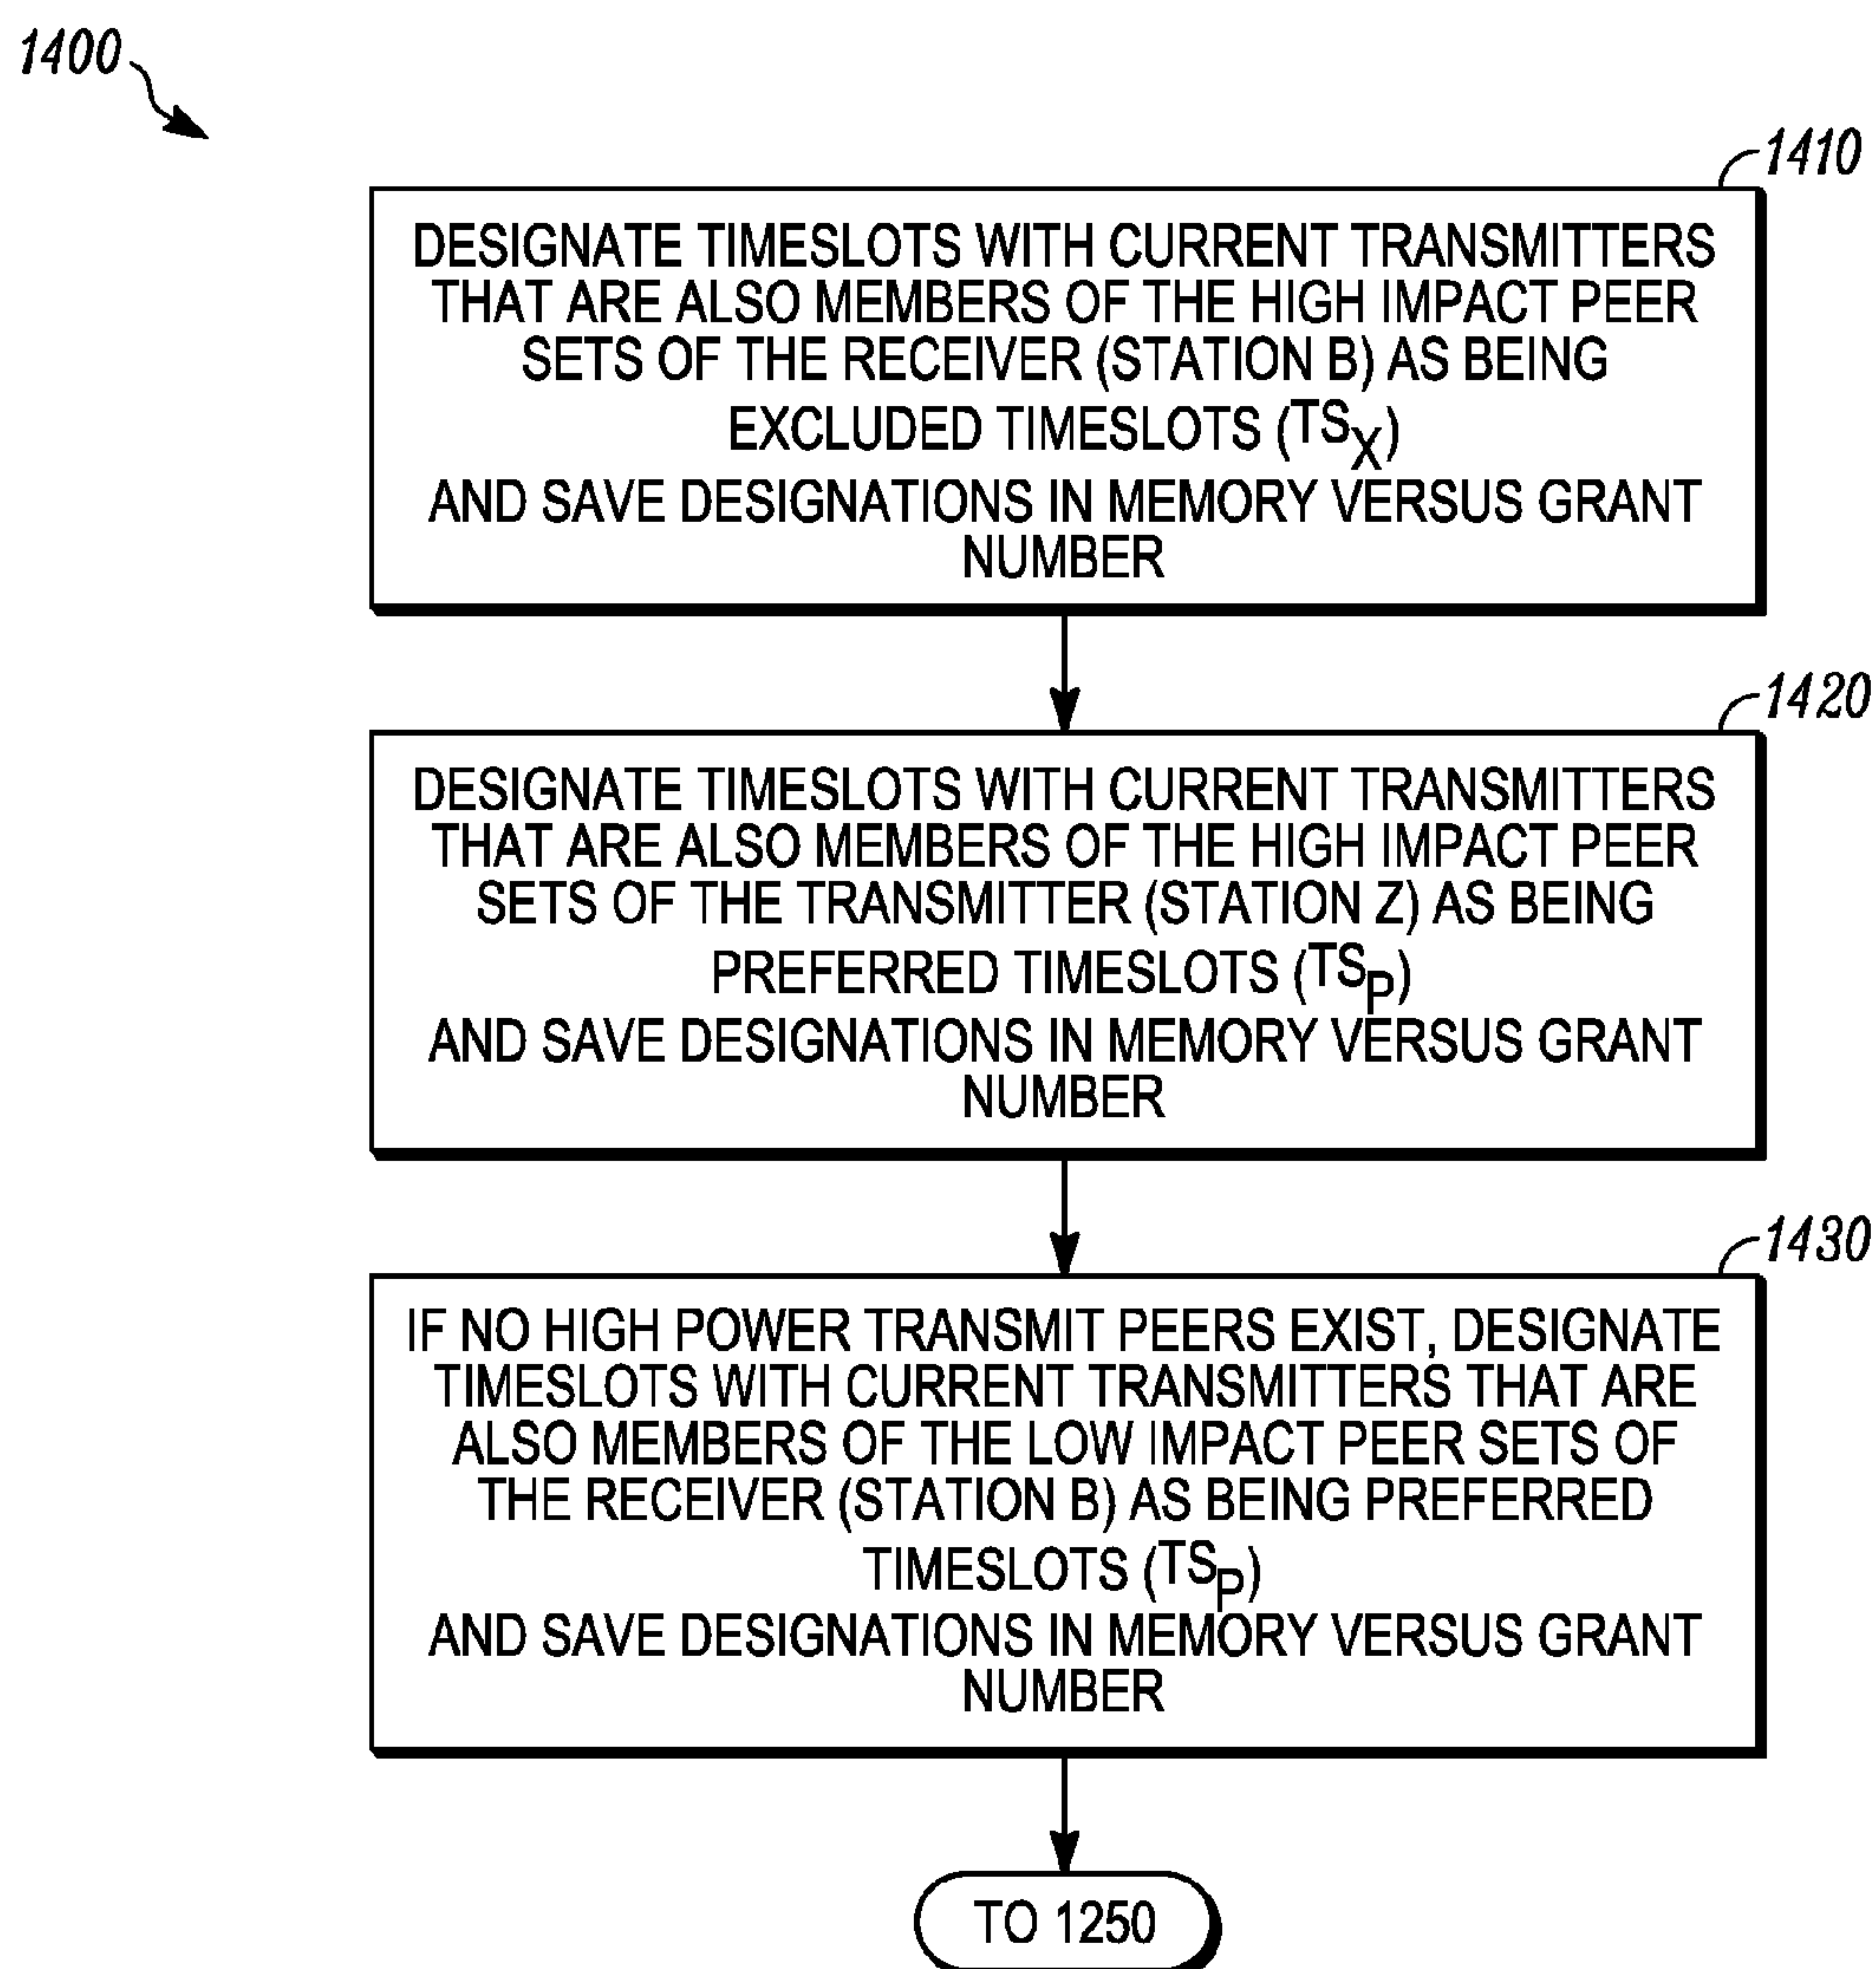 1400
1410
DESIGNATE TIMESLOTS WITH CURRENT TRANSMITTERS
THAT ARE ALSO MEMBERS OF THE HIGH IMPACT PEER
SETS OF THE RECEIVER (STATION B) AS BEING
EXCLUDED TIMESLOTS (TSX)
AND SAVE DESIGNATIONS IN MEMORY VERSUS GRANT
NUMBER
1420
DESIGNATE TIMESLOTS WITH CURRENT TRANSMITTERS
THAT ARE ALSO MEMBERS OF THE HIGH IMPACT PEER
SETS OF THE TRANSMITTER (STATION Z) AS BEING
PREFERRED TIMESLOTS (TSP)
AND SAVE DESIGNATIONS IN MEMORY VERSUS GRANT
NUMBER
1430
IF NO HIGH POWER TRANSMIT PEERS EXIST, DESIGNATE
TIMESLOTS WITH CURRENT TRANSMITTERS THAT ARE
ALSO MEMBERS OF THE LOW IMPACT PEER SETS OF
THE RECEIVER (STATION B) AS BEING PREFERRED
TIMESLOTS (TSP)
AND SAVE DESIGNATIONS IN MEMORY VERSUS GRANT
NUMBER
TO 1250